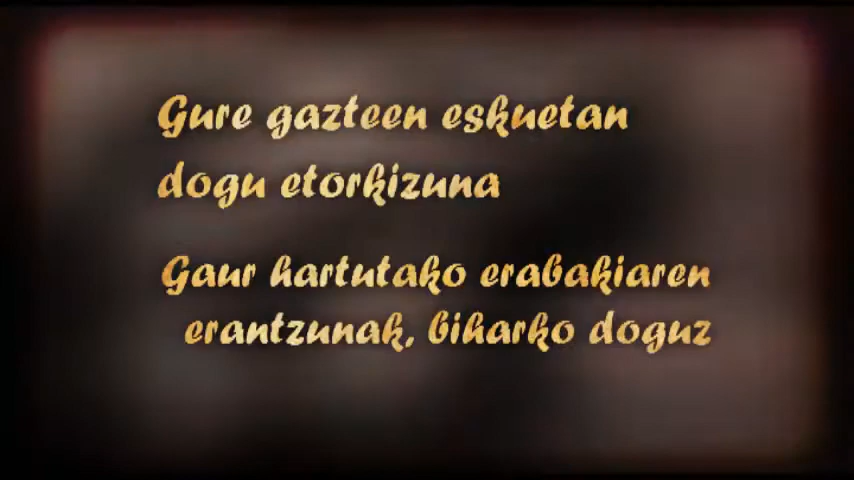 Gure gazteen eskuetan
dogu etorkizuna
Gaur hartutako erabakiaren
erantzunak, biharko doguz